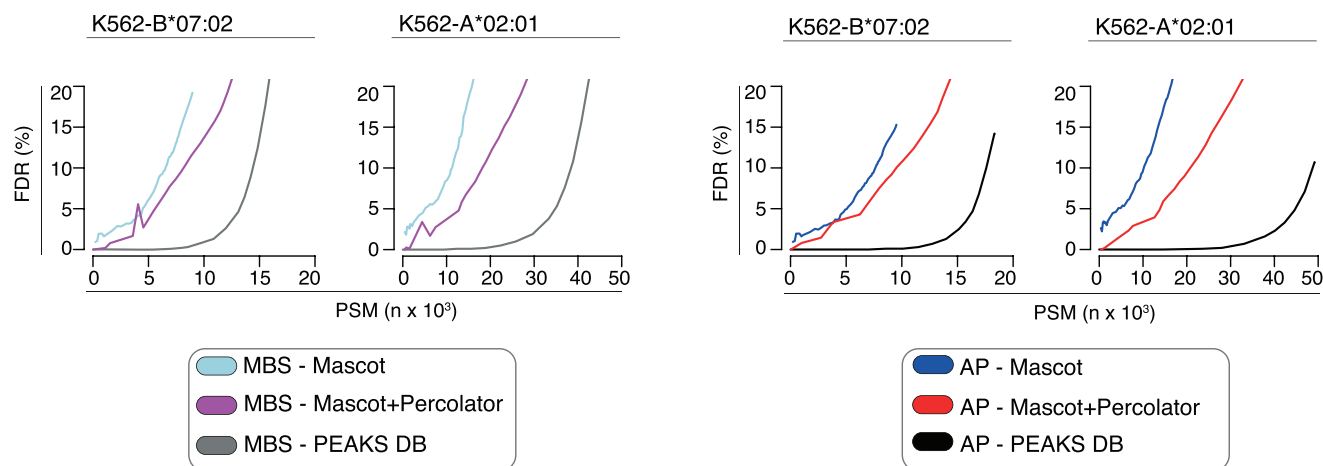 K562-B*07:02
K562-A*02:01
FDR (%)
20
15
10
5
0
20
15
10
5
0
0 5 10 15 20
0 10 20 30 40 50
PSM (n x 10³)
MBS - Mascot
MBS - Mascot+Percolator
MBS - PEAKS DB
K562-B*07:02
K562-A*02:01
FDR (%)
20
15
10
5
0
20
15
10
5
0
0 5 10 15 20
0 10 20 30 40 50
PSM (n x 10³)
AP - Mascot
AP - Mascot+Percolator
AP - PEAKS DB